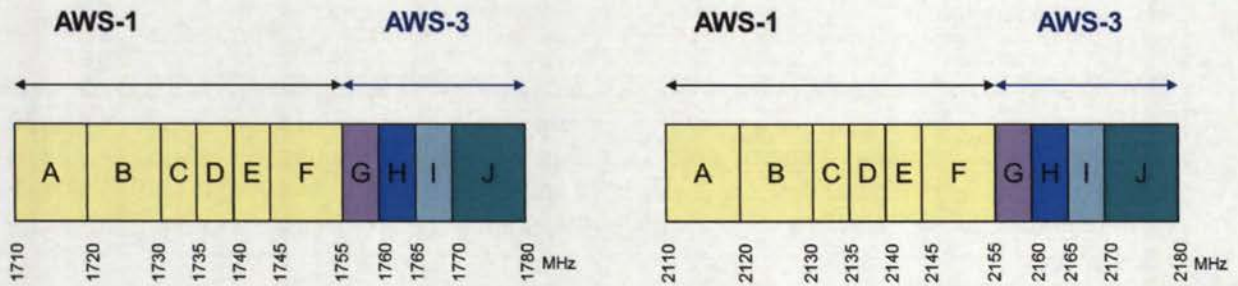 AWS-1 AWS-3 AWS-1 AWS-3
A B C D E F G H I J A B C D E F G H I J
1710 1720 1730 1735 1740 1745 1755 1760 1765 1770 1780 MHz 2110 2120 2130 2135 2140 2145 2155 2160 2165 2170 2180 MHz